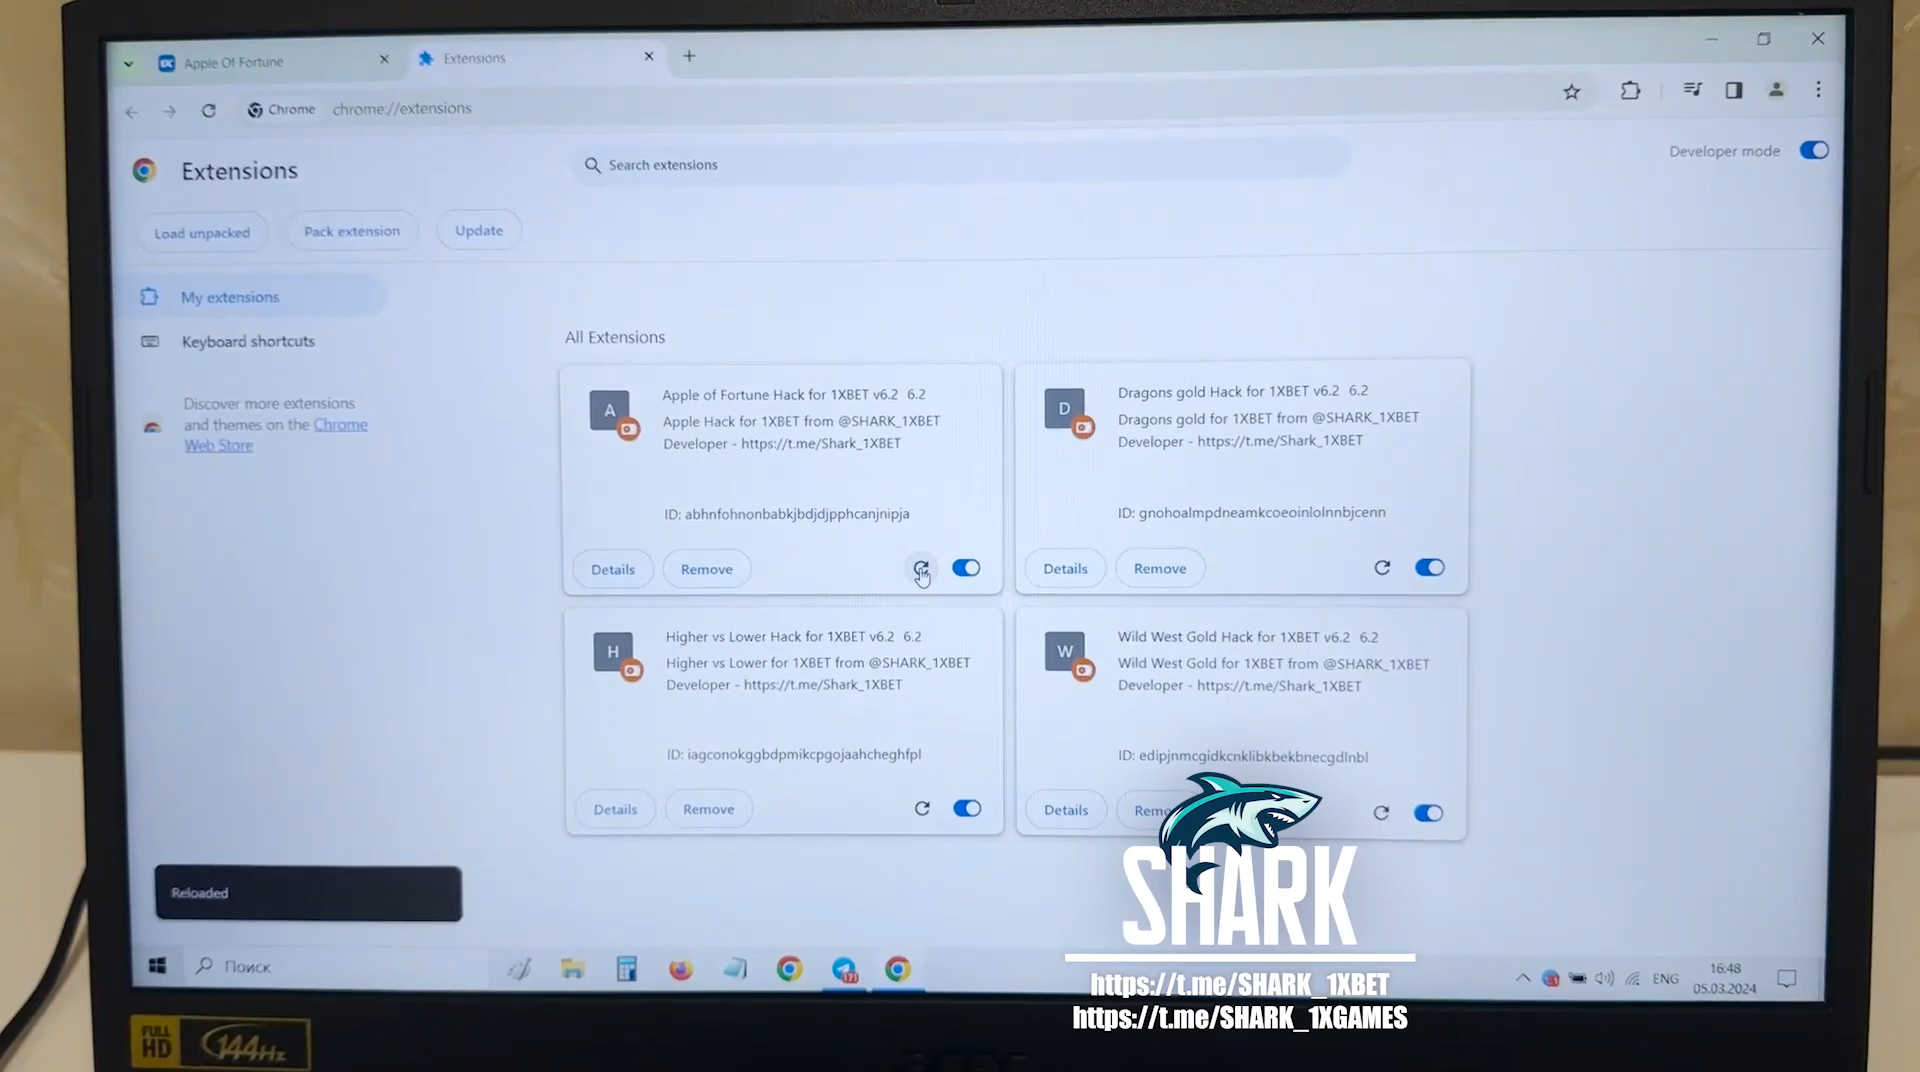 Apple Of Fortune
Extensions
Chrome chrome://extensions
Extensions
Search extensions
Developer mode
Load unpacked
Pack extension
Update
My extensions
Keyboard shortcuts
Discover more extensions
and themes on the Chrome
Web Store
All Extensions
A
Apple of Fortune Hack for 1XBET v6.2 6.2
Apple Hack for 1XBET from @SHARK_1XBET
Developer - https://t.me/Shark_1XBET
ID: abhnfohnonbabkjbdjdjpphcanjnipja
Details
Remove
D
Dragons gold Hack for 1XBET v6.2 6.2
Dragons gold for 1XBET from @SHARK_1XBET
Developer - https://t.me/Shark_1XBET
ID: gnohoalmpdneamkcoeoinlolnnbjcenn
Details
Remove
H
Higher vs Lower Hack for 1XBET v6.2 6.2
Higher vs Lower for 1XBET from @SHARK_1XBET
Developer - https://t.me/Shark_1XBET
ID: iagconokggbdpmikcpgojaahcheghfpl
Details
Remove
W
Wild West Gold Hack for 1XBET v6.2 6.2
Wild West Gold for 1XBET from @SHARK_1XBET
Developer - https://t.me/Shark_1XBET
ID: edipjnmcgidkcnklibkbekbnecgdlnbl
Details
Remo
Reloaded
SHARK
https://t.me/SHARK_1XBET
https://t.me/SHARK_1XGAMES
Поиск
ENG
16:48
05.03.2024
FULL
HD
144Hz